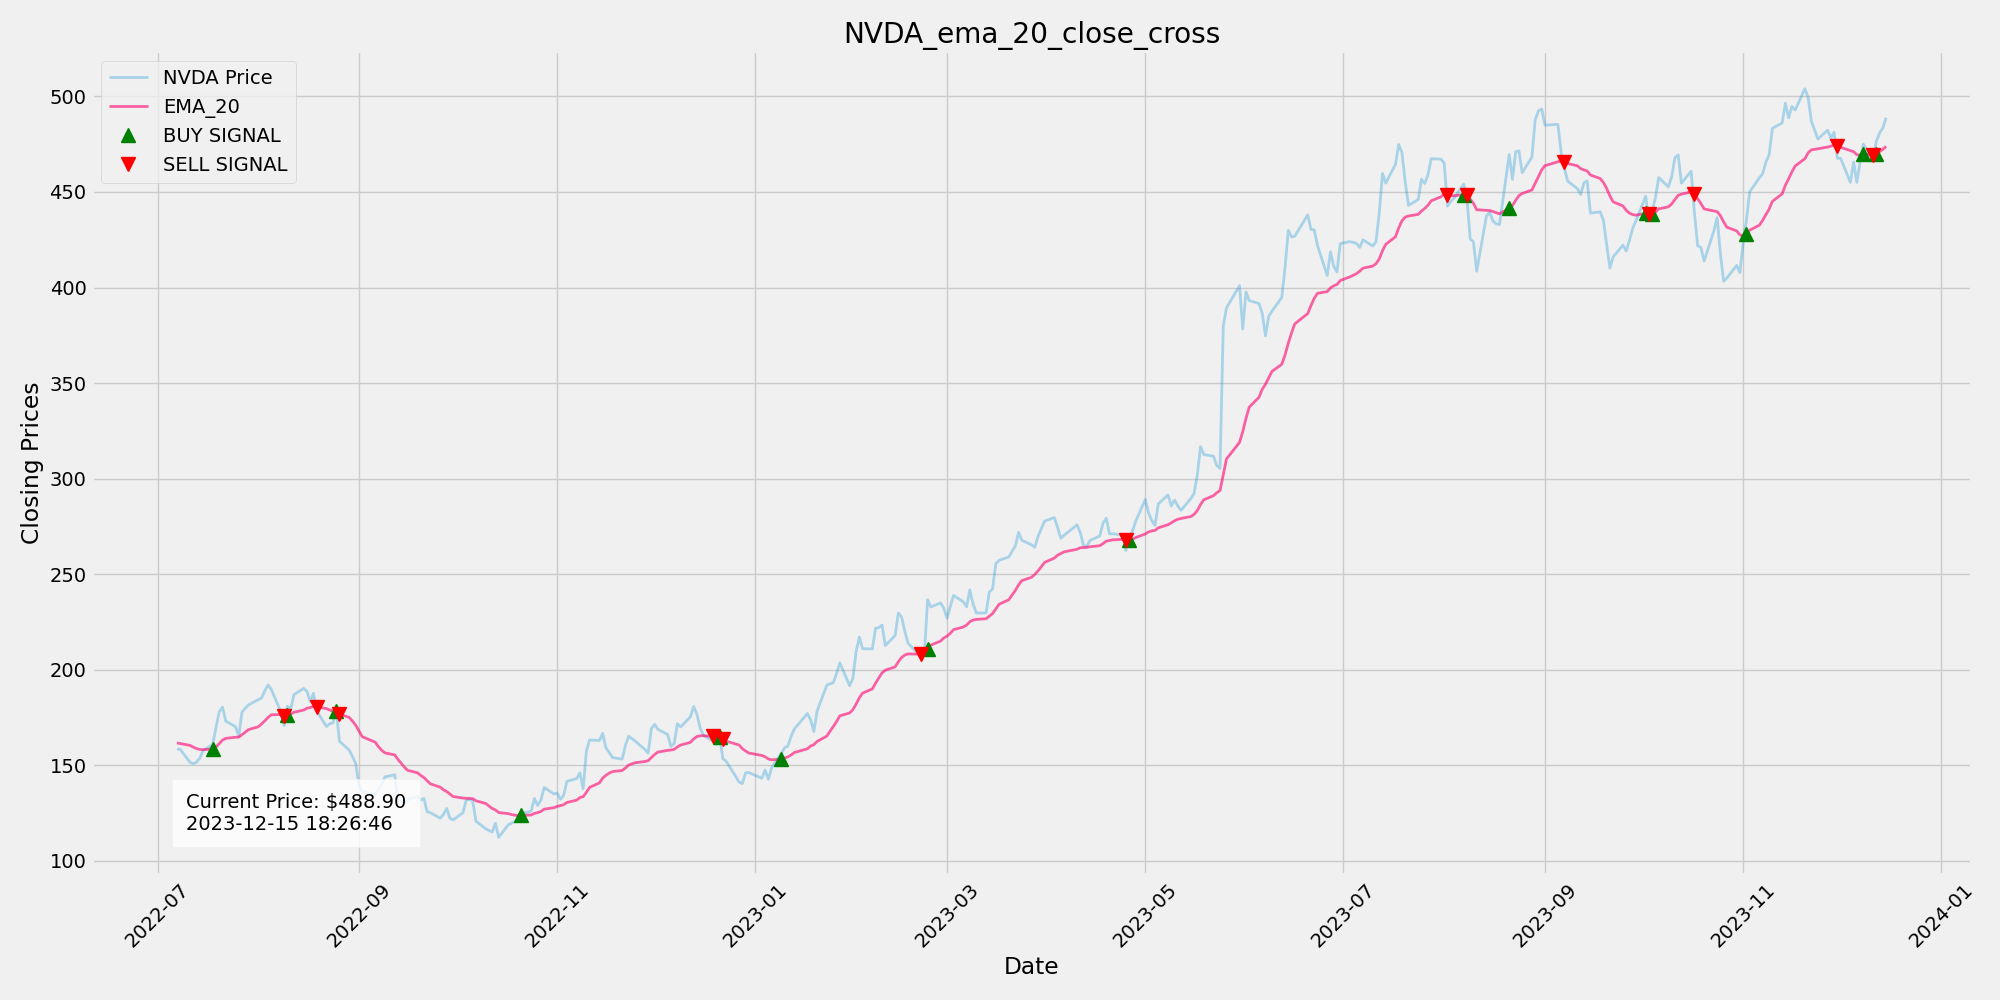 NVDA_ema_20_close_cross
NVDA Price
EMA_20
BUY SIGNAL
SELL SIGNAL
Closing Prices
500
450
400
350
300
250
200
150
100
Current Price: $488.90
2023-12-15 18:26:46
2022-07
2022-09
2022-11
2023-01
2023-03
2023-05
2023-07
2023-09
2023-11
2024-01
Date